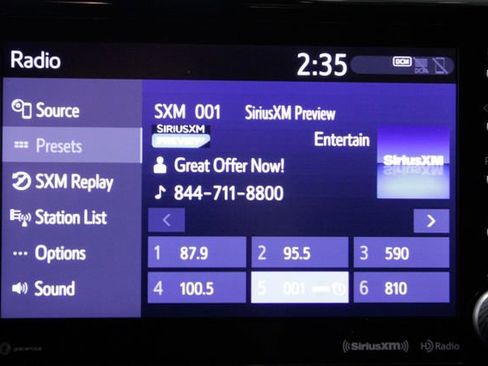 Radio
2:35
DCM
Source
SXM 001 SiriusXM Preview
SIRIUSXM
PREVIEW
Entertain
Presets
SiriusXM
Great Offer Now!
SXM Replay
844-711-8800
Station List
< >
Options
1 87.9 2 95.5 3 590
Sound
4 100.5 5 001 6 810
gracenote
((SiriusXM)) HD Radio